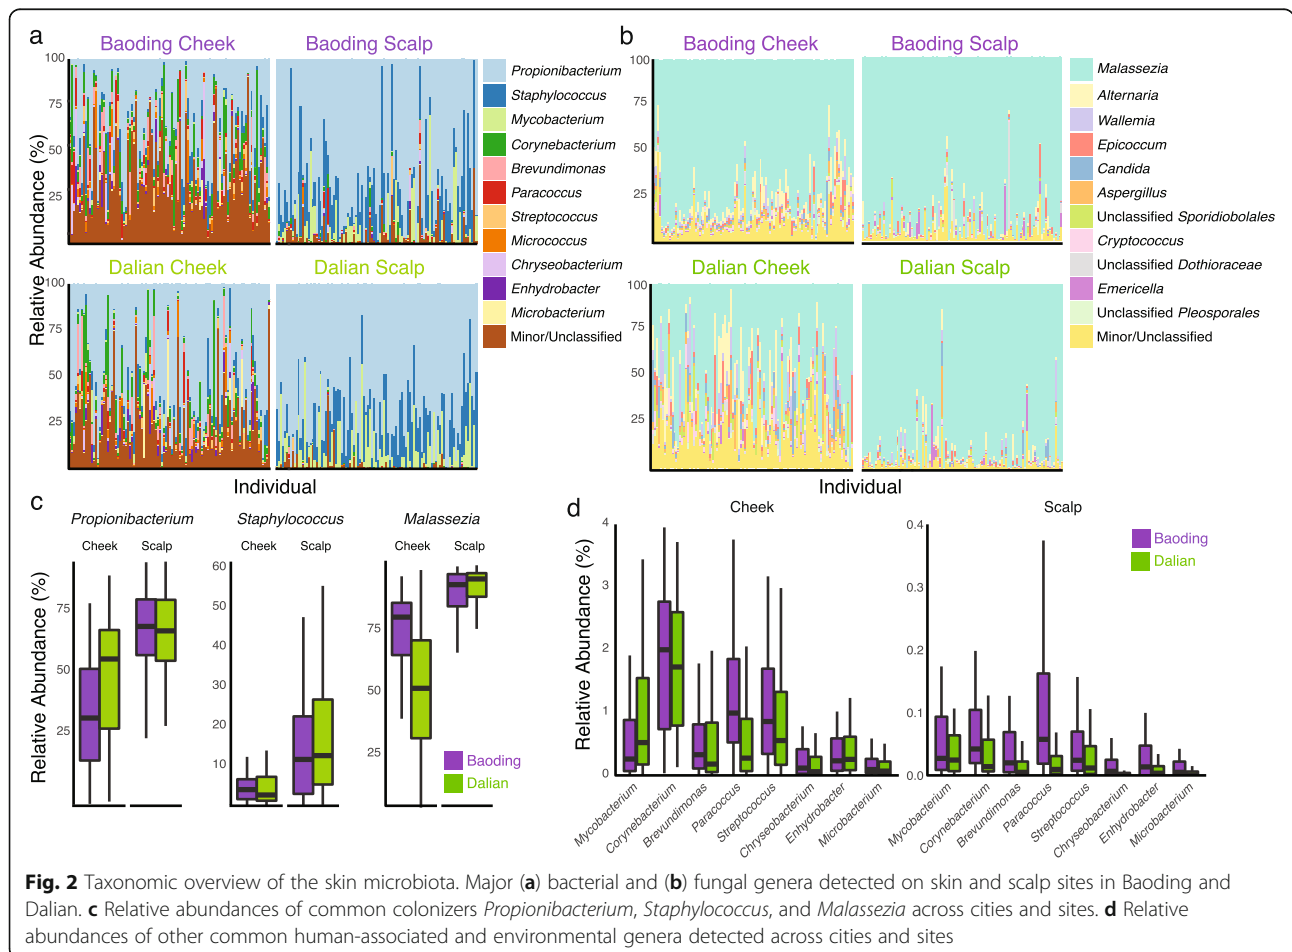 a
Baoding Cheek
Baoding Scalp
100
75
50
25
Dalian Cheek
Dalian Scalp
100
75
50
25
Relative Abundance (%)
Individual
Propionibacterium
Staphylococcus
Mycobacterium
Corynebacterium
Brevundimonas
Paracoccus
Streptococcus
Micrococcus
Chryseobacterium
Enhydrobacter
Microbacterium
Minor/Unclassified
b
Baoding Cheek
Baoding Scalp
100
75
50
25
Dalian Cheek
Dalian Scalp
100
75
50
25
Individual
Malassezia
Alternaria
Wallemia
Epicoccum
Candida
Aspergillus
Unclassified Sporidiobolales
Cryptococcus
Unclassified Dothioraceae
Emericella
Unclassified Pleosporales
Minor/Unclassified
c
Propionibacterium
Staphylococcus
Malassezia
Cheek
Scalp
Cheek
Scalp
Cheek
Scalp
Relative Abundance (%)
75
50
25
60
50
40
30
20
10
75
50
25
Baoding
Dalian
d
Cheek
Scalp
Relative Abundance (%)
4
3
2
1
0
Mycobacterium
Corynebacterium
Brevundimonas
Paracoccus
Streptococcus
Chryseobacterium
Enhydrobacter
Microbacterium
0.4
0.3
0.2
0.1
0.0
Mycobacterium
Corynebacterium
Brevundimonas
Paracoccus
Streptococcus
Chryseobacterium
Enhydrobacter
Microbacterium
Baoding
Dalian
Fig. 2 Taxonomic overview of the skin microbiota. Major (a) bacterial and (b) fungal genera detected on skin and scalp sites in Baoding and
Dalian. c Relative abundances of common colonizers Propionibacterium, Staphylococcus, and Malassezia across cities and sites. d Relative
abundances of other common human-associated and environmental genera detected across cities and sites